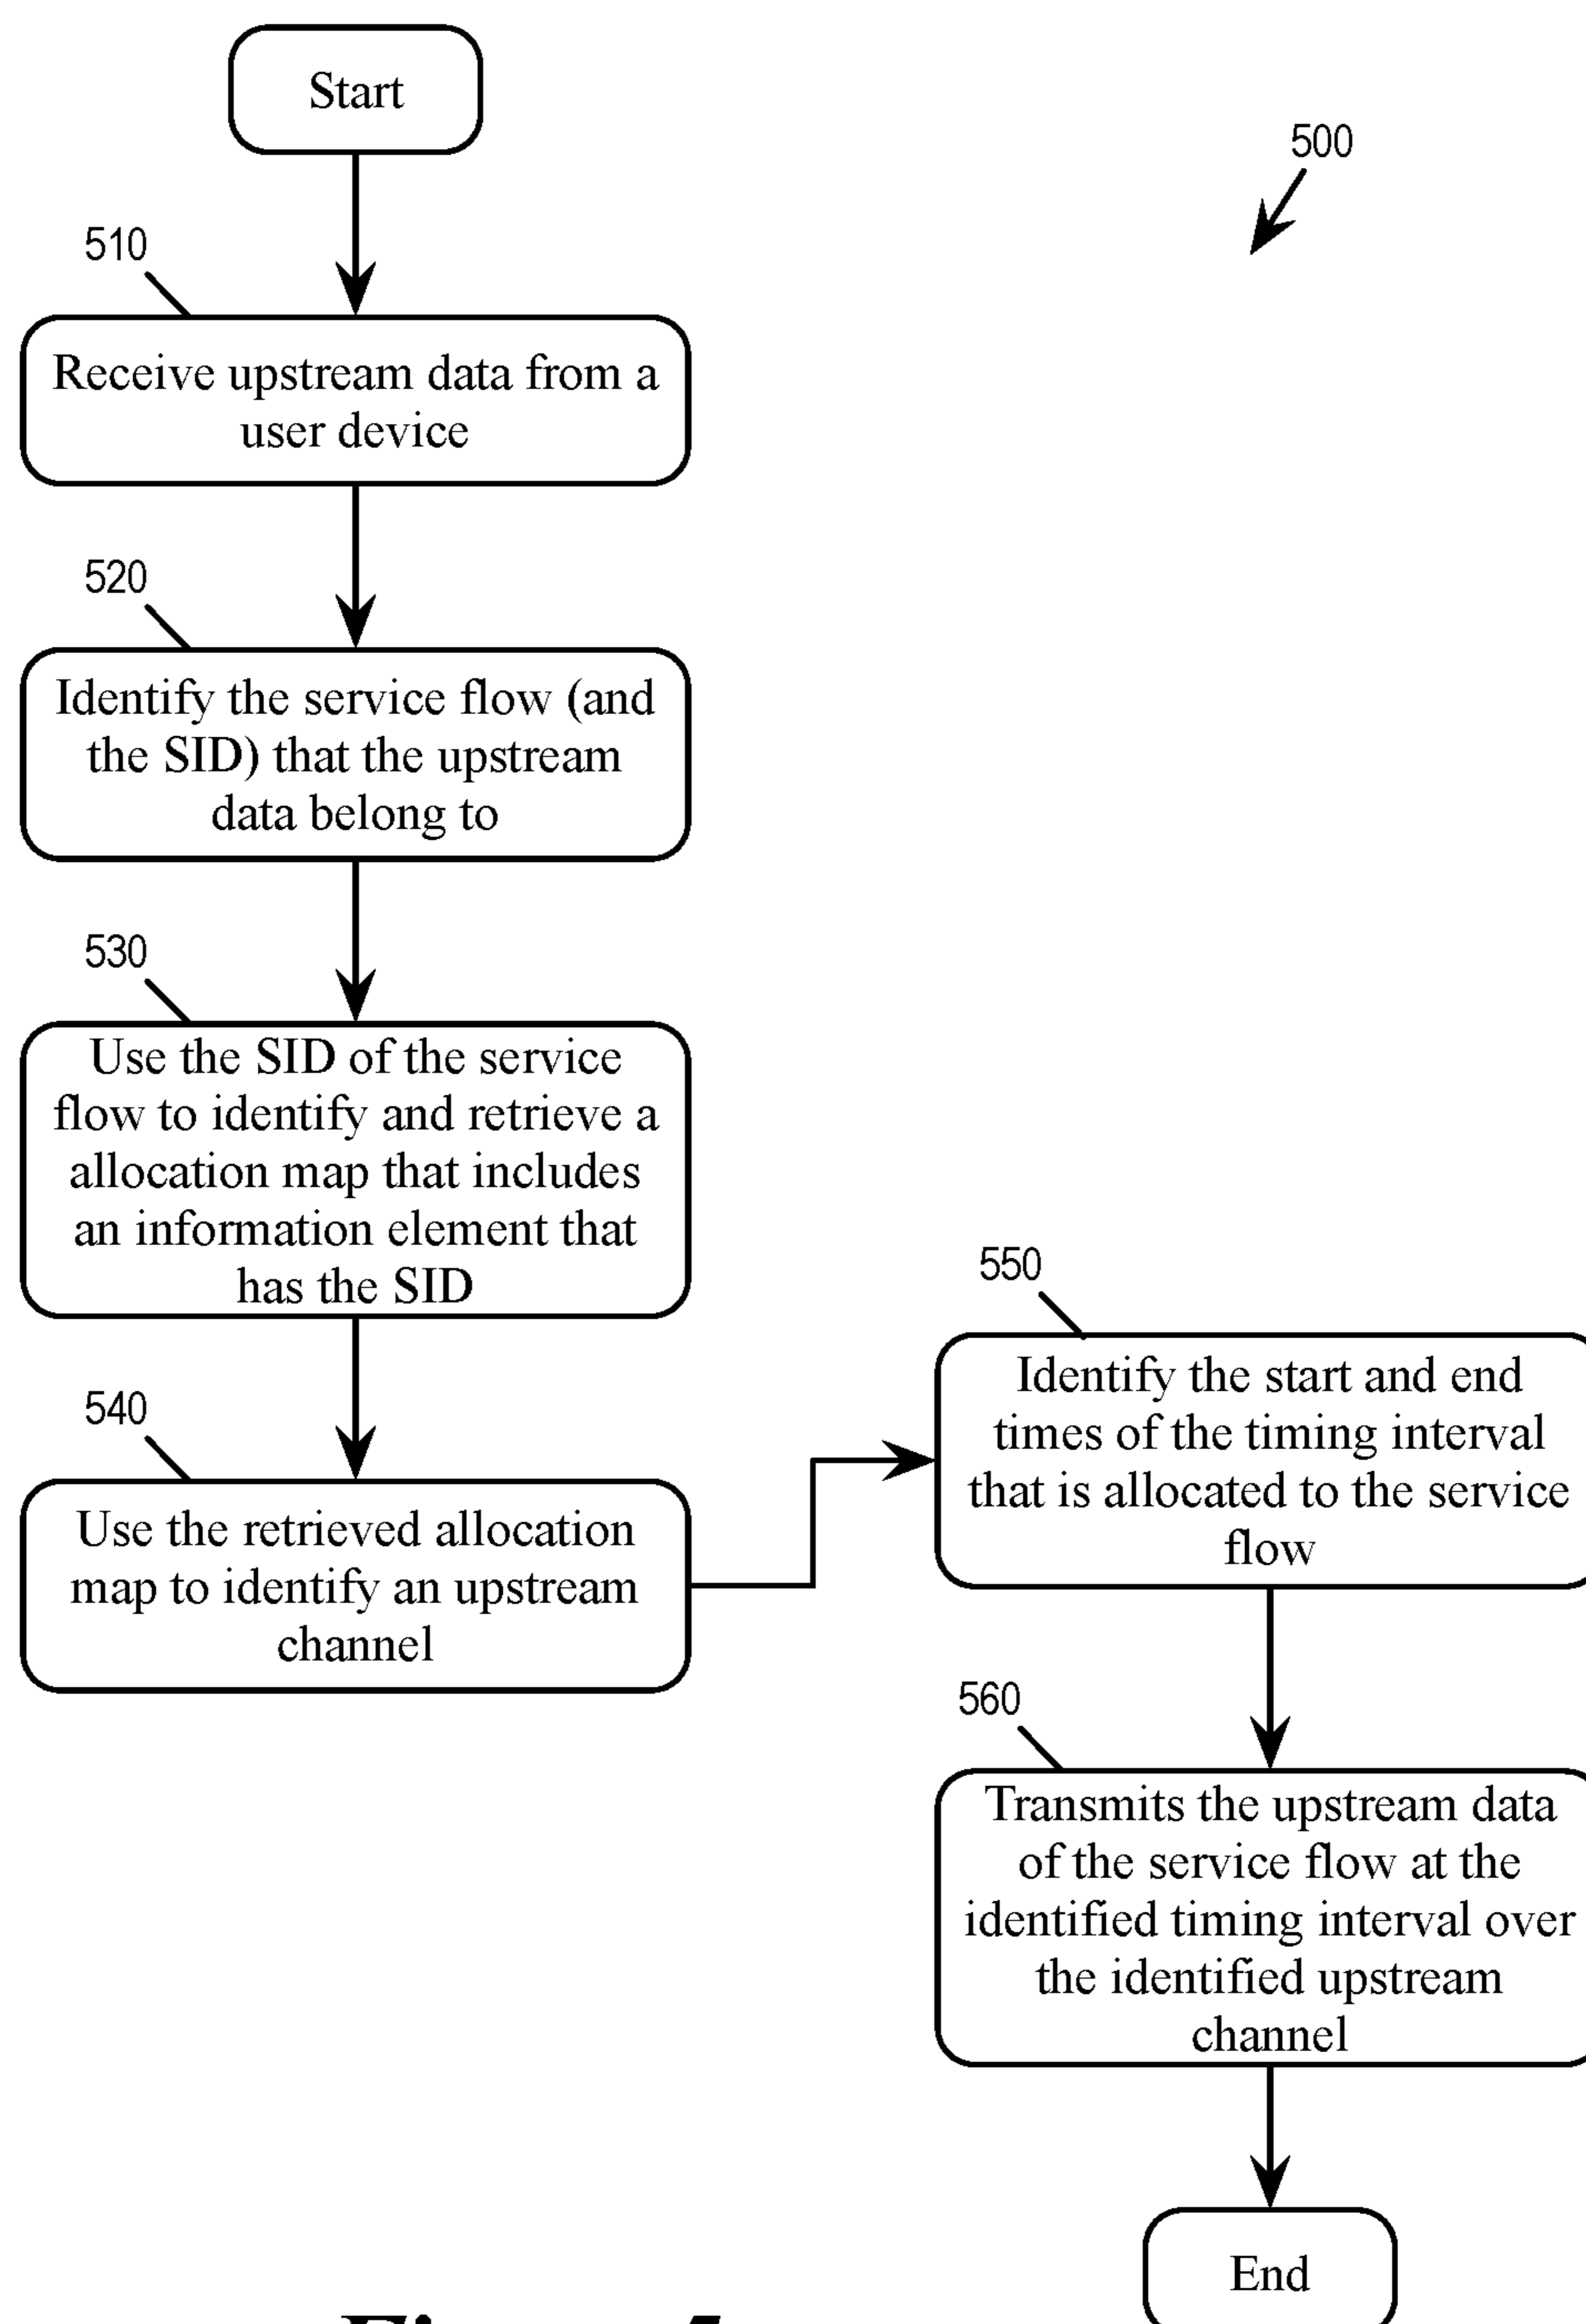 Start
500
510
Receive upstream data from a
user device
520
Identify the service flow (and
the SID) that the upstream
data belong to
530
Use the SID of the service
flow to identify and retrieve a
allocation map that includes
an information element that
has the SID
540
Use the retrieved allocation
map to identify an upstream
channel
550
Identify the start and end
times of the timing interval
that is allocated to the service
flow
560
Transmits the upstream data
of the service flow at the
identified timing interval over
the identified upstream
channel
End